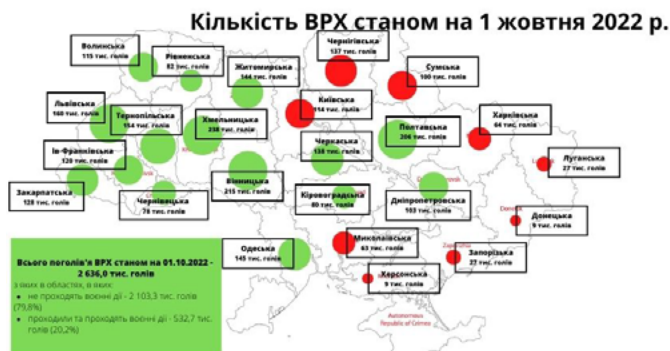 Кількість ВРХ станом на 1 жовтня 2022 р.
Волинська
115 тис. голів
Рівненська
82 тис. голів
Житомирська
144 тис. голів
Чернігівська
137 тис. голів
Сумська
100 тис. голів
Львівська
Тернопільська
154 тис. голів
Хмельницька
238 тис. голів
Київська
114 тис. голів
Черкаська
138 тис. голів
Полтавська
206 тис. голів
Харківська
64 тис. голів
Луганська
27 тис. голів
Ів-Франківська
128 тис. голів
Закарпатська
128 тис. голів
Чернівецька
78 тис. голів
Вінницька
215 тис. голів
Кіровоградська
80 тис. голів
Дніпропетровська
103 тис. голів
Донецька
9 тис. голів
Одеська
145 тис. голів
Миколаївська
63 тис. голів
Запорізька
27 тис. голів
Херсонська
9 тис. голів
Autonomous
Republic of Crimea
Всього поголів'я ВРХ станом на 01.10.2022 -
2 636,0 тис. голів
з яких в областях, в яких:
• не проходять воєнні дії - 2 103,3 тис. голів
(79,8%)
• проходили та проходять воєнні дії - 532,7 тис.
голів (20,2%)